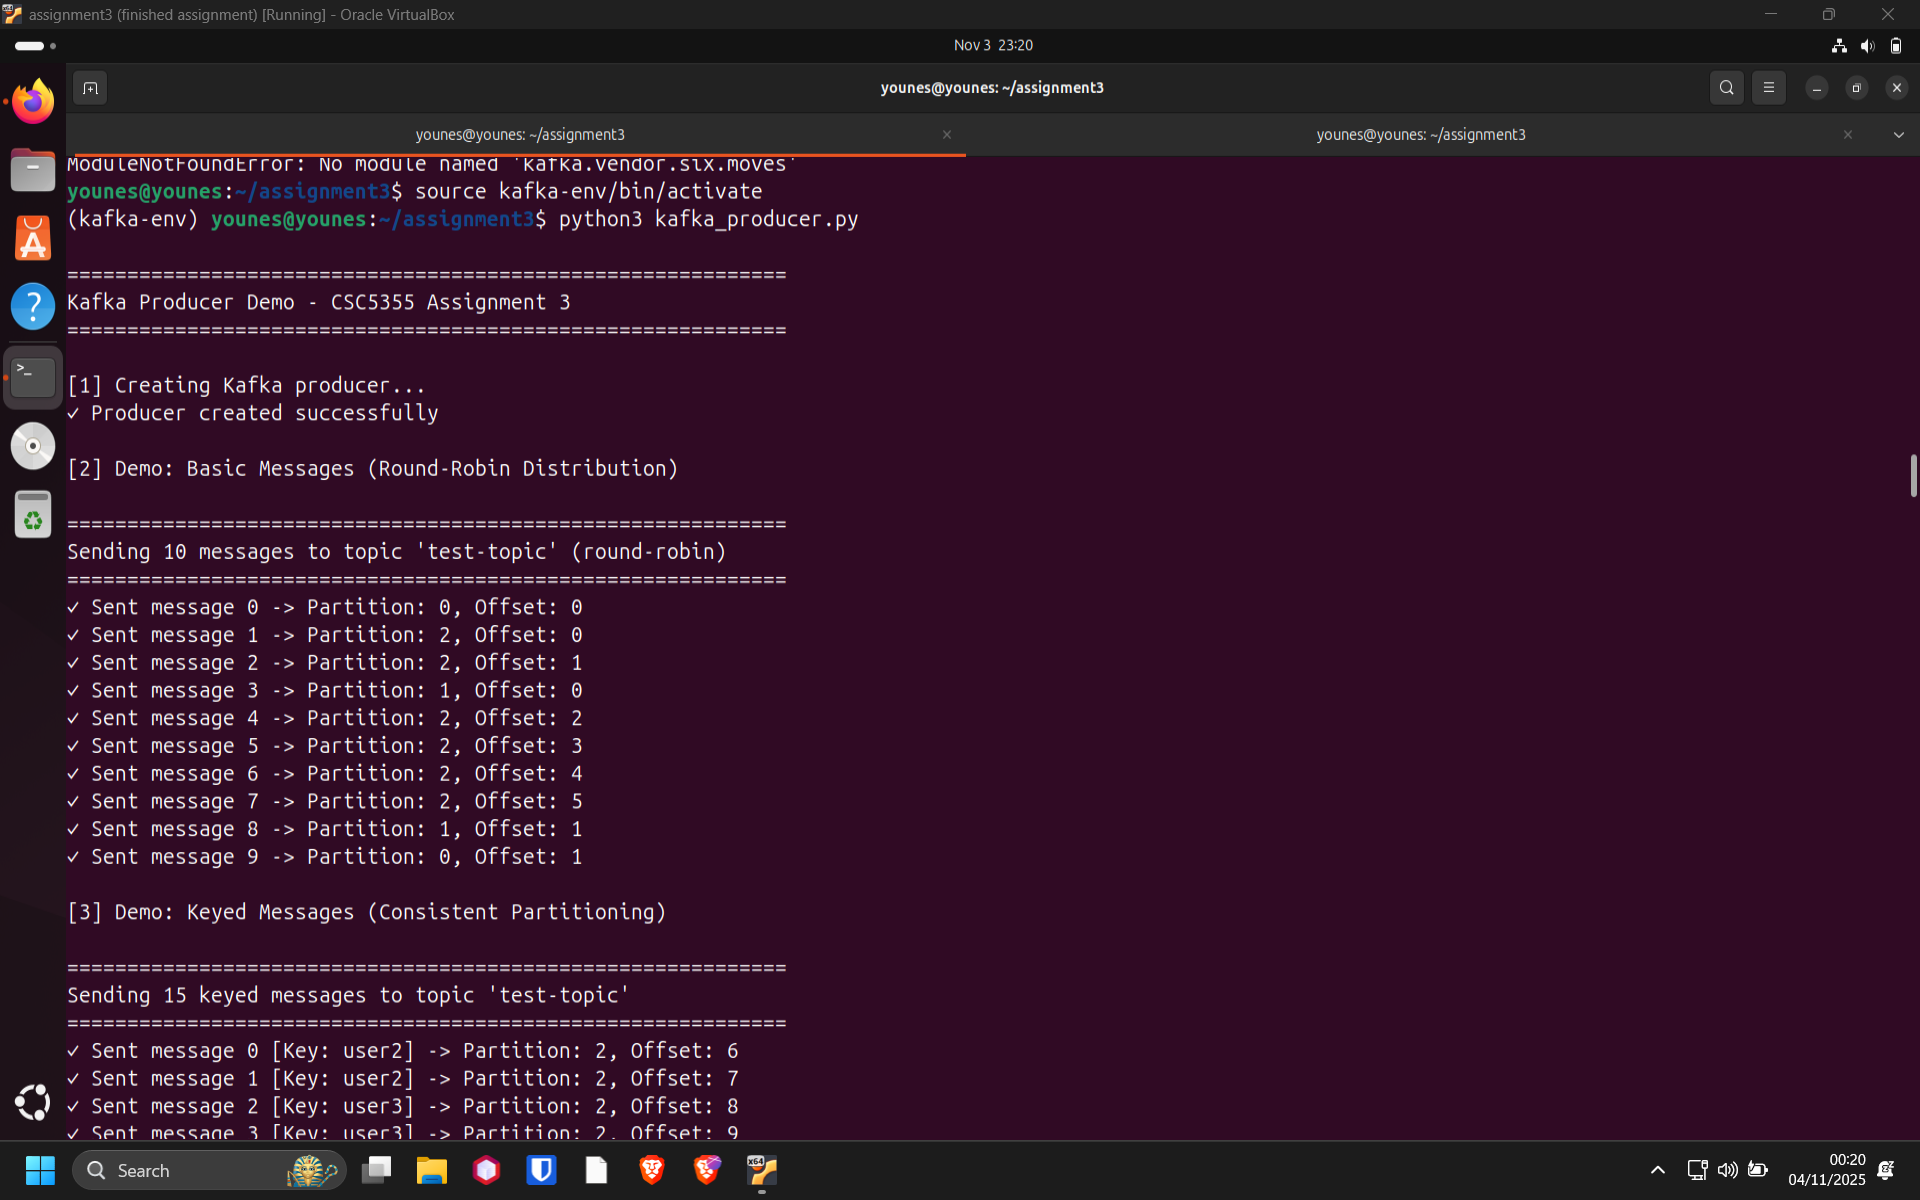 assignment3 (finished assignment) [Running] - Oracle VirtualBox
Nov 3 23:20
younes@younes: ~/assignment3
younes@younes: ~/assignment3
younes@younes: ~/assignment3
ModuleNotFoundError: No module named 'kafka.vendor.six.moves'
younes@younes:~/assignment3$ source kafka-env/bin/activate
(kafka-env) younes@younes:~/assignment3$ python3 kafka_producer.py
============================================================
Kafka Producer Demo - CSC5355 Assignment 3
============================================================
[1] Creating Kafka producer...
✓ Producer created successfully
[2] Demo: Basic Messages (Round-Robin Distribution)
============================================================
Sending 10 messages to topic 'test-topic' (round-robin)
============================================================
✓ Sent message 0 -> Partition: 0, Offset: 0
✓ Sent message 1 -> Partition: 2, Offset: 0
✓ Sent message 2 -> Partition: 2, Offset: 1
✓ Sent message 3 -> Partition: 1, Offset: 0
✓ Sent message 4 -> Partition: 2, Offset: 2
✓ Sent message 5 -> Partition: 2, Offset: 3
✓ Sent message 6 -> Partition: 2, Offset: 4
✓ Sent message 7 -> Partition: 2, Offset: 5
✓ Sent message 8 -> Partition: 1, Offset: 1
✓ Sent message 9 -> Partition: 0, Offset: 1
[3] Demo: Keyed Messages (Consistent Partitioning)
============================================================
Sending 15 keyed messages to topic 'test-topic'
============================================================
✓ Sent message 0 [Key: user2] -> Partition: 2, Offset: 6
✓ Sent message 1 [Key: user2] -> Partition: 2, Offset: 7
✓ Sent message 2 [Key: user3] -> Partition: 2, Offset: 8
✓ Sent message 3 [Key: user3] -> Partition: 2, Offset: 9
Search
x64
00:20
04/11/2025